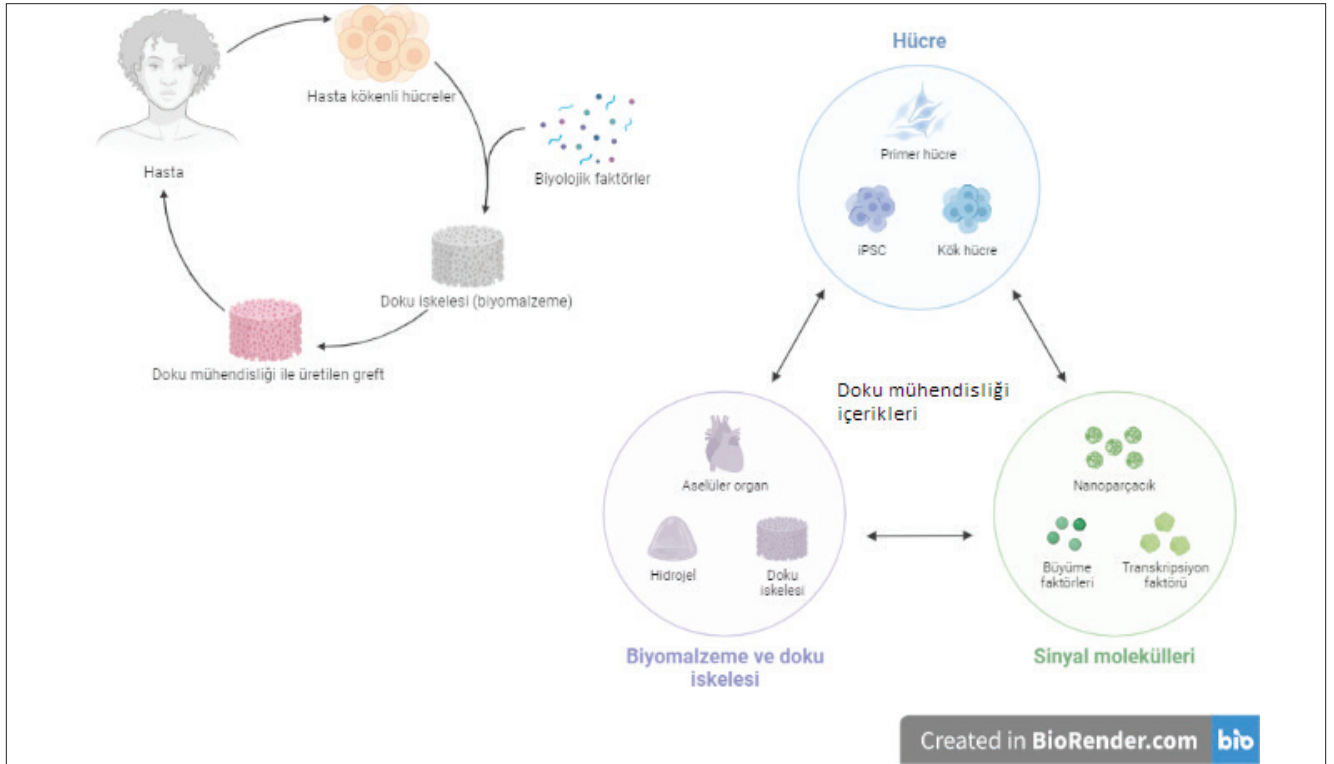 Hasta kökenli hücreler
Hasta
Biyolojik faktörler
Doku iskelesi (biyomalzeme)
Doku mühendisliği ile üretilen greft
Hücre
Primer hücre
iPSC
Kök hücre
Doku mühendisliği
içerikleri
Aselüler organ
Hidrojel
Doku
iskelesi
Biyomalzeme ve doku
iskelesi
Nanoparçacık
Büyüme
faktörleri
Transkripsiyon
faktörü
Sinyal molekülleri
Created in BioRender.com bio